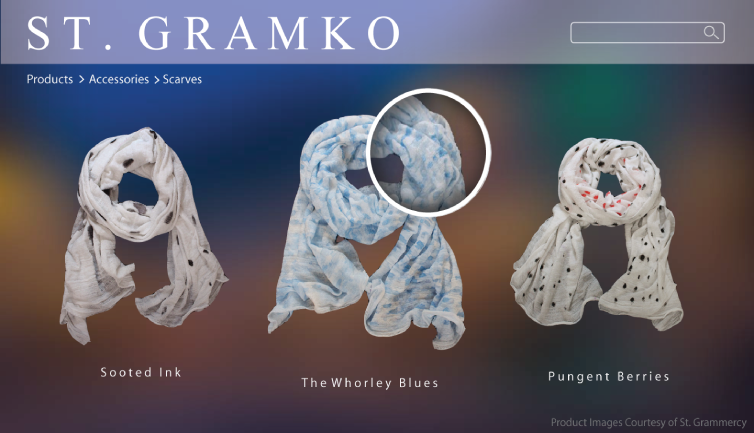 ST. GRAMKO
Products > Accessories > Scarves
Sooted Ink
The Whorley Blues
Pungent Berries
Product Images Courtesy of St. Grammercy